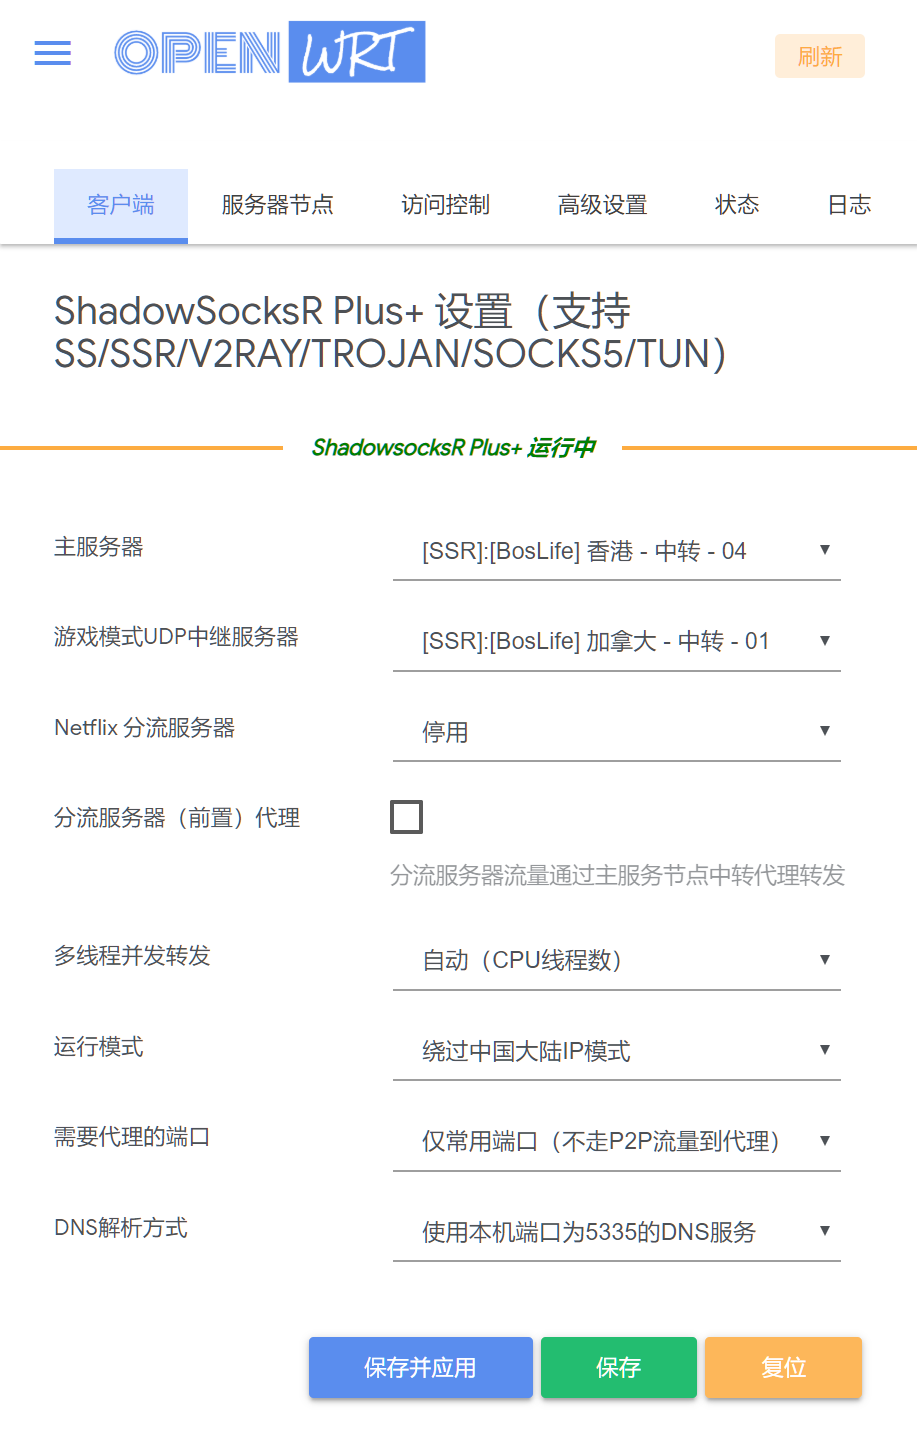 OPENWRT
刷新
客户端 服务器节点 访问控制 高级设置 状态 日志
ShadowSocksR Plus+ 设置（支持
SS/SSR/V2RAY/TROJAN/SOCKS5/TUN）
ShadowsocksR Plus+ 运行中
主服务器 [SSR]:[BosLife] 香港 - 中转 - 04
游戏模式UDP中继服务器 [SSR]:[BosLife] 加拿大 - 中转 - 01
Netflix 分流服务器 停用
分流服务器（前置）代理
分流服务器流量通过主服务节点中转代理转发
多线程并发转发 自动（CPU线程数）
运行模式 绕过中国大陆IP模式
需要代理的端口 仅常用端口（不走P2P流量到代理）
DNS解析方式 使用本机端口为5335的DNS服务
保存并应用 保存 复位